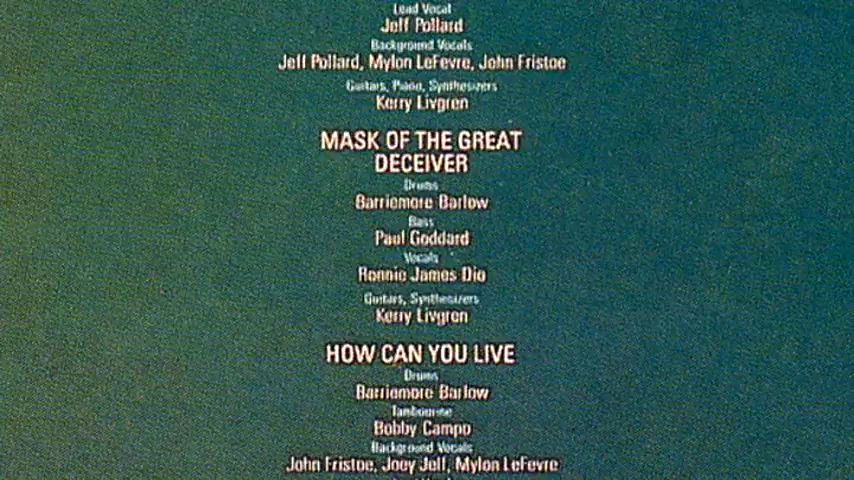 Lead Vocal
Jeff Pollard
Background Vocals
Jeff Pollard, Mylon LeFevre, John Fristoe
Guitars, Piano, Synthesizers
Kerry Livgren
MASK OF THE GREAT
DECEIVER
Drums
Barriemore Barlow
Bass
Paul Goddard
Vocals
Ronnie James Dio
Guitars, Synthesizers
Kerry Livgren
HOW CAN YOU LIVE
Drums
Barriemore Barlow
Tambourine
Bobby Campo
Background Vocals
John Fristoe, Joey Jelf, Mylon LeFevre